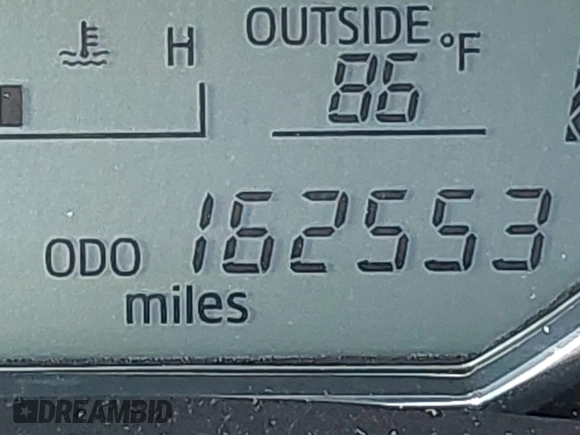 H
OUTSIDE
86 °F
ODO 162553
miles
DREAMBID